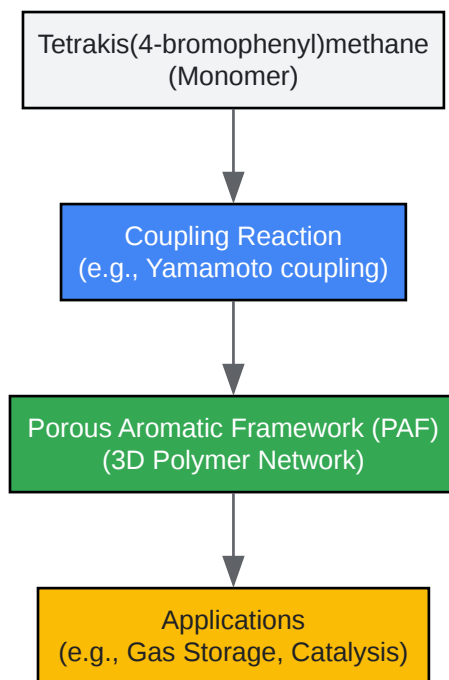 Tetrakis(4-bromophenyl)methane
(Monomer)
Coupling Reaction
(e.g., Yamamoto coupling)
Porous Aromatic Framework (PAF)
(3D Polymer Network)
Applications
(e.g., Gas Storage, Catalysis)